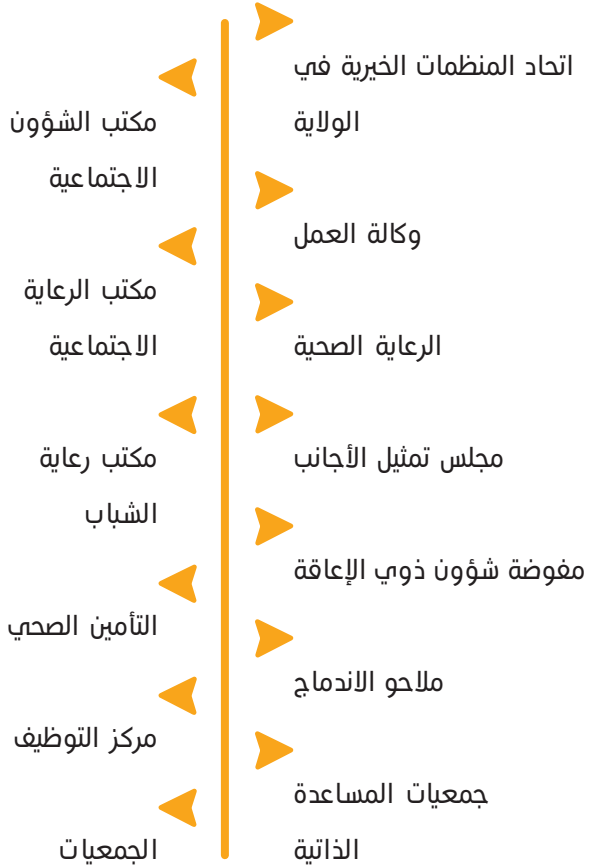 اتحاد المنظمات الخيرية في
الولاية
وكالة العمل
الرعاية الصحية
مجلس تمثيل الأجانب
مفوضة شؤون ذوي الإعاقة
ملاحو الاندماج
جمعيات المساعدة
الذاتية
مكتب الشؤون
الاجتماعية
مكتب الرعاية
الاجتماعية
مكتب رعاية
الشباب
التأمين الصحي
مركز التوظيف
الجمعيات